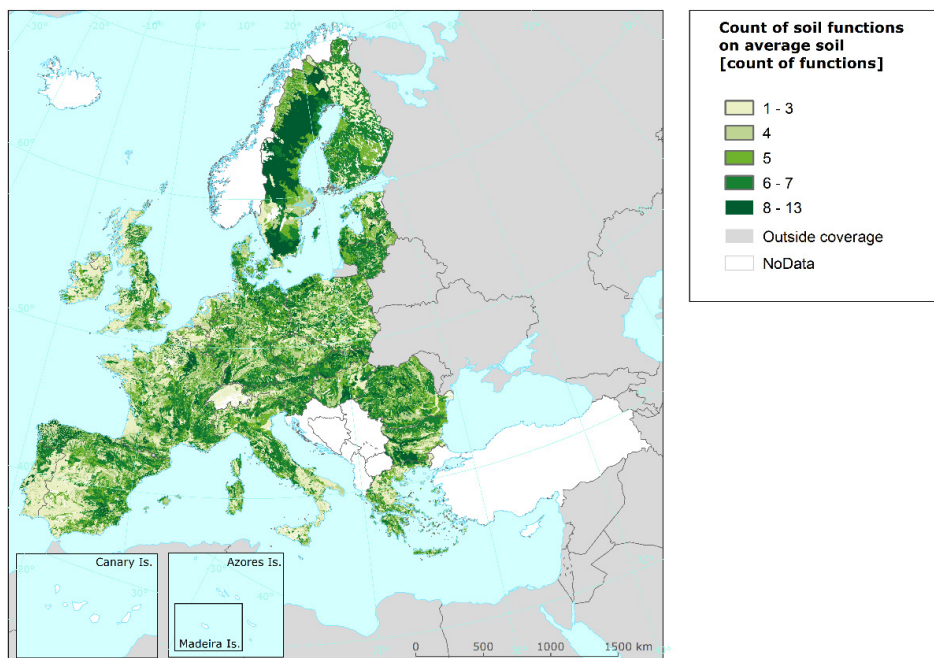 Count of soil functions
on average soil
[count of functions]
1 - 3
4
5
6 - 7
8 - 13
Outside coverage
NoData
Canary Is.
Azores Is.
Madeira Is.
0 500 1000 1500 km